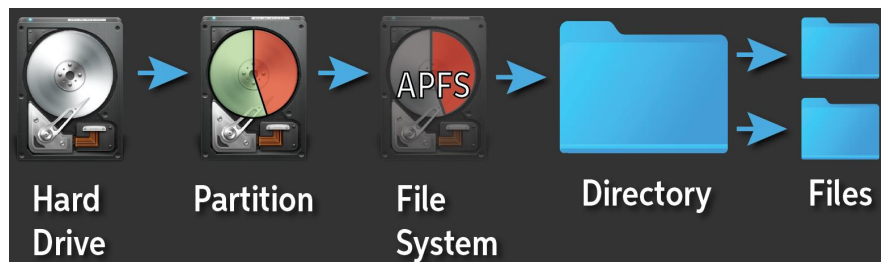 APFS
Hard
Drive
Partition
File
System
Directory
Files